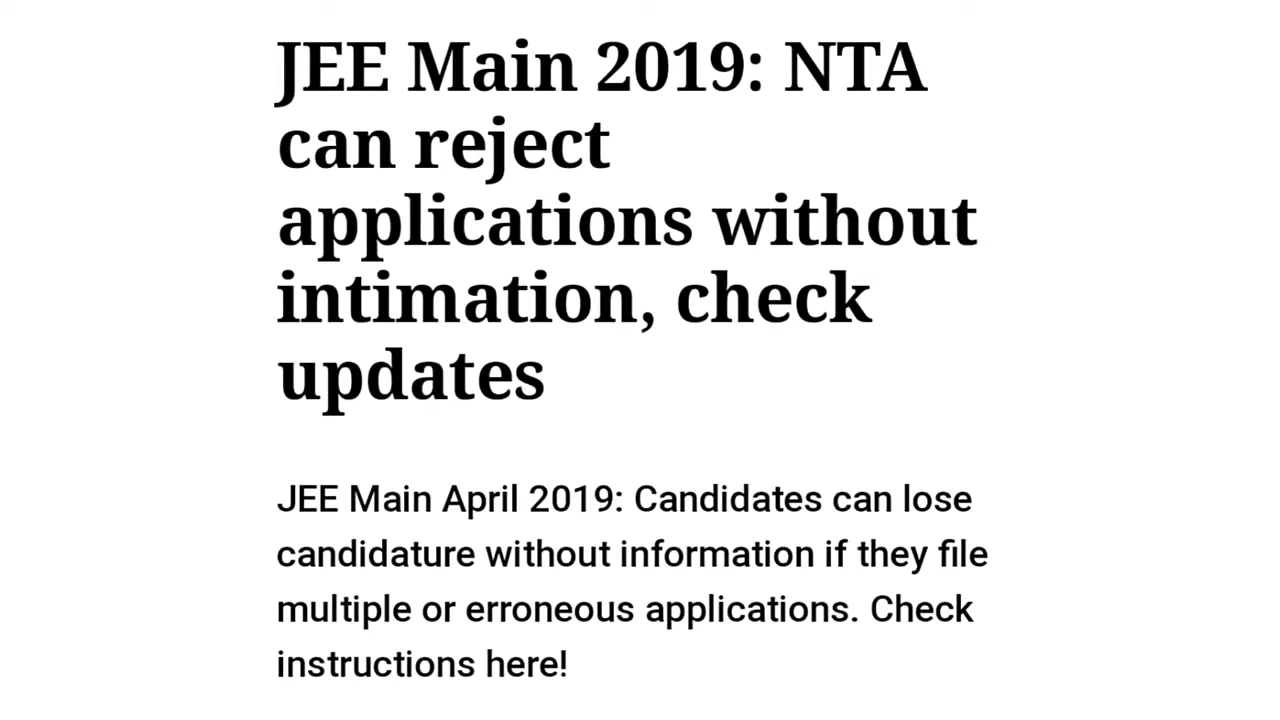 JEE Main 2019: NTA
can reject
applications without
intimation, check
updates
JEE Main April 2019: Candidates can lose
candidature without information if they file
multiple or erroneous applications. Check
instructions here!